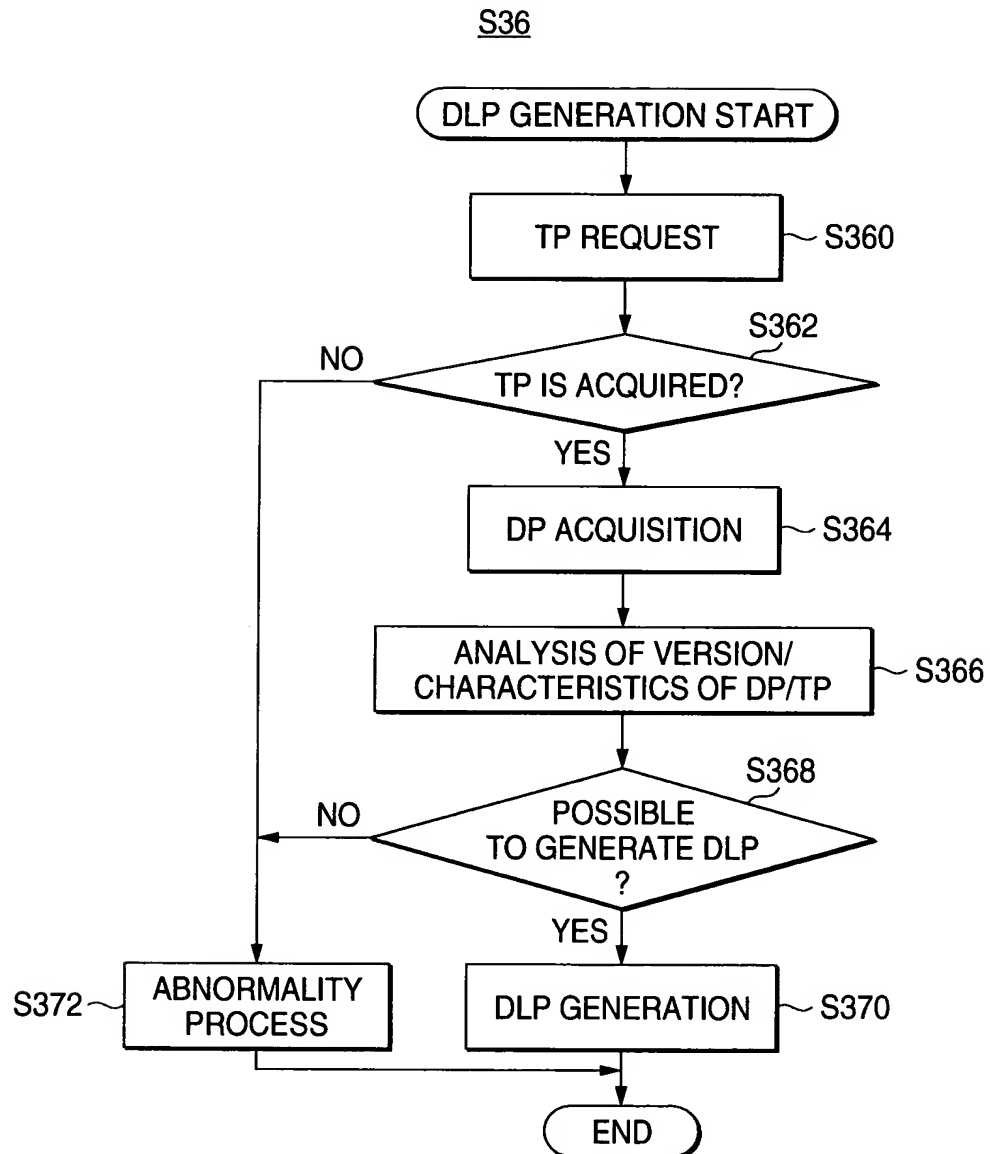 S36
DLP GENERATION START
TP REQUEST
S360
S362
NO
TP IS ACQUIRED?
YES
DP ACQUISITION
S364
ANALYSIS OF VERSION/
CHARACTERISTICS OF DP/TP
S366
S368
NO
POSSIBLE
TO GENERATE DLP
?
YES
S372
ABNORMALITY
PROCESS
DLP GENERATION
S370
END